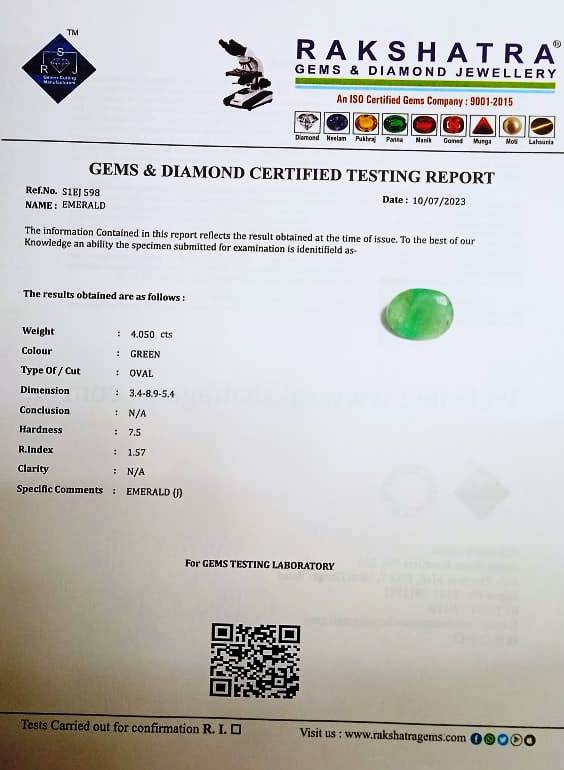 TM
S
R J
Gems Cutting
Manufacturers
RAKSHATRA®
GEMS & DIAMOND JEWELLERY
An ISO Certified Gems Company : 9001-2015
Diamond Neelam Pukhraj Panna Manik Gomed Munga Moti Lahsunia
GEMS & DIAMOND CERTIFIED TESTING REPORT
Ref.No. S1EJ 598
NAME : EMERALD
Date : 10/07/2023
The information Contained in this report reflects the result obtained at the time of issue. To the best of our
Knowledge an ability the specimen submitted for examination is idenitifield as-
The results obtained are as follows :
Weight : 4.050 cts
Colour : GREEN
Type Of / Cut : OVAL
Dimension : 3.4-8.9-5.4
Conclusion : N/A
Hardness : 7.5
R.Index : 1.57
Clarity : N/A
Specific Comments : EMERALD (J)
For GEMS TESTING LABORATORY
Tests Carried out for confirmation R. I. ☐
Visit us : www.rakshatragems.com